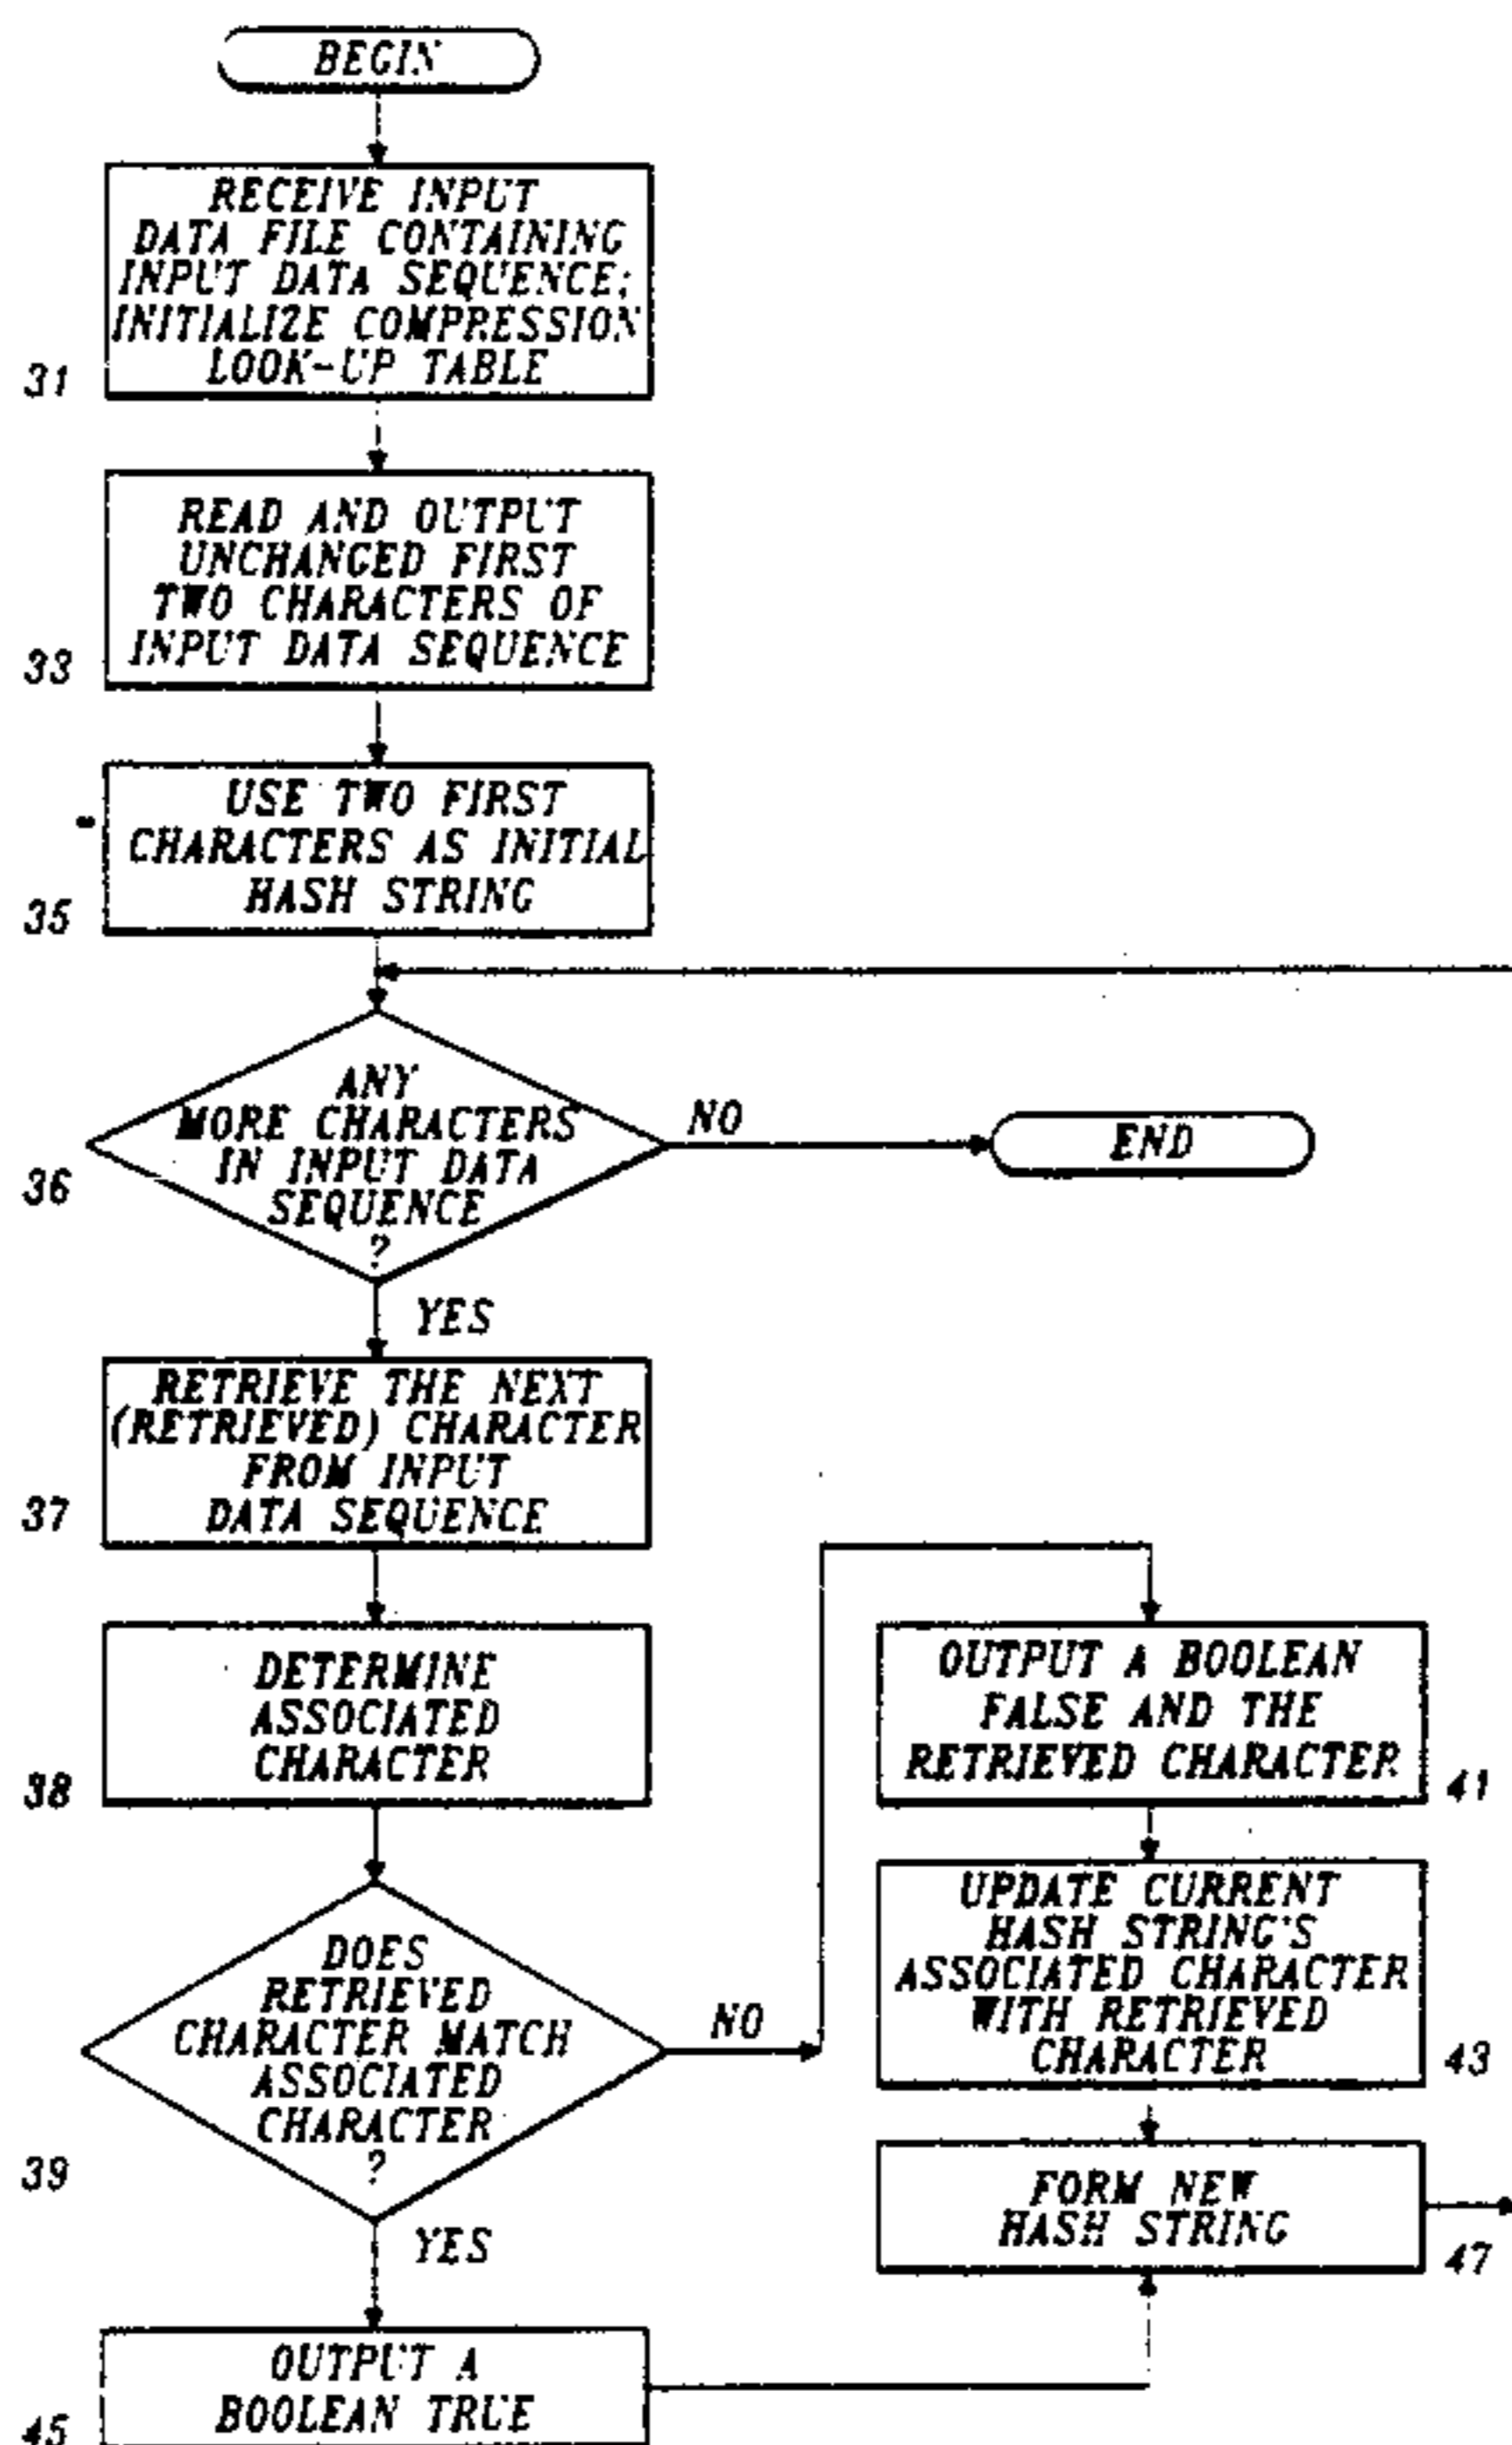 BEGIN
RECEIVE INPUT
DATA FILE CONTAINING
INPUT DATA SEQUENCE;
INITIALIZE COMPRESSION
LOOK-UP TABLE
31
READ AND OUTPUT
UNCHANGED FIRST
TWO CHARACTERS OF
INPUT DATA SEQUENCE
33
USE TWO FIRST
CHARACTERS AS INITIAL
HASH STRING
35
ANY
MORE CHARACTERS
IN INPUT DATA
SEQUENCE
?
36
NO
END
YES
RETRIEVE THE NEXT
(RETRIEVED) CHARACTER
FROM INPUT
DATA SEQUENCE
37
DETERMINE
ASSOCIATED
CHARACTER
38
DOES
RETRIEVED
CHARACTER MATCH
ASSOCIATED
CHARACTER
?
39
NO
OUTPUT A BOOLEAN
FALSE AND THE
RETRIEVED CHARACTER
41
UPDATE CURRENT
HASH STRING'S
ASSOCIATED CHARACTER
WITH RETRIEVED
CHARACTER
43
FORM NEW
HASH STRING
47
YES
OUTPUT A
BOOLEAN TRUE
45